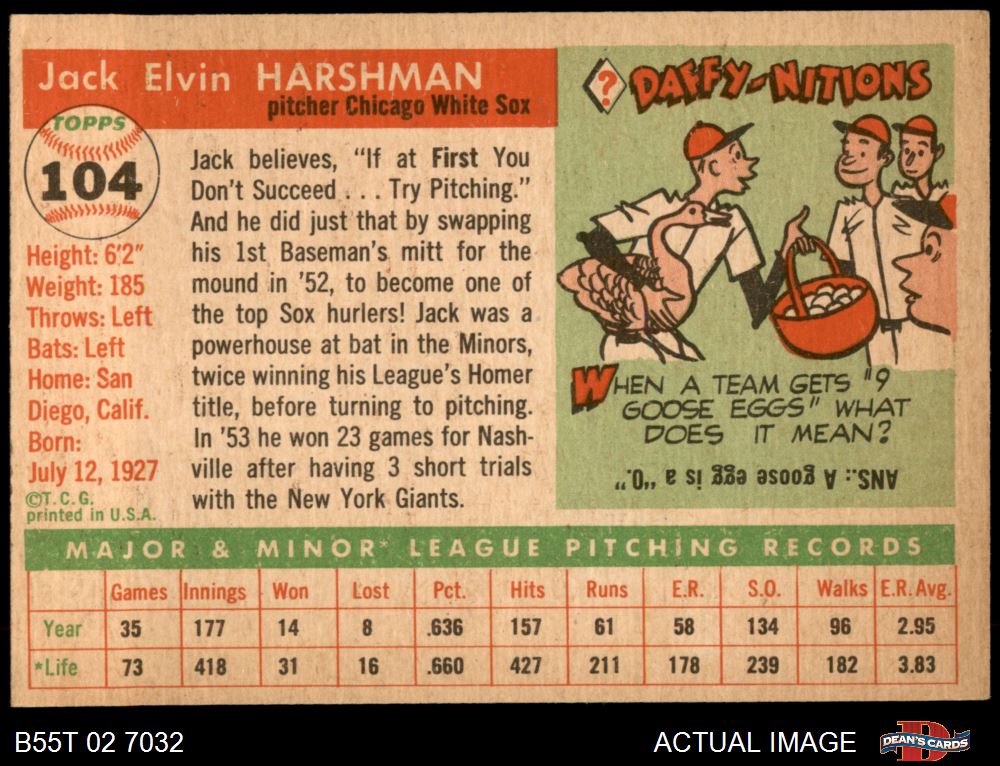 Jack Elvin HARSHMAN
pitcher Chicago White Sox
TOPPS
104
Height: 6'2"
Weight: 185
Throws: Left
Bats: Left
Home: San
Diego, Calif.
Born:
July 12, 1927
©T.C.G.
printed in U.S.A.
Jack believes, "If at First You
Don't Succeed . . . Try Pitching."
And he did just that by swapping
his 1st Baseman's mitt for the
mound in '52, to become one of
the top Sox hurlers! Jack was a
powerhouse at bat in the Minors,
twice winning his League's Homer
title, before turning to pitching.
In '53 he won 23 games for Nash-
ville after having 3 short trials
with the New York Giants.
? DAFFY-NITIONS
WHEN A TEAM GETS "9
GOOSE EGGS" WHAT
DOES IT MEAN?
ANS.: A goose egg is a "O."
MAJOR & MINOR* LEAGUE PITCHING RECORDS
Games Innings Won Lost Pct. Hits Runs E.R. S.O. Walks E.R. Avg.
Year 35 177 14 8 .636 157 61 58 134 96 2.95
*Life 73 418 31 16 .660 427 211 178 239 182 3.83
B55T 02 7032
ACTUAL IMAGE
D
DEAN'S CARDS